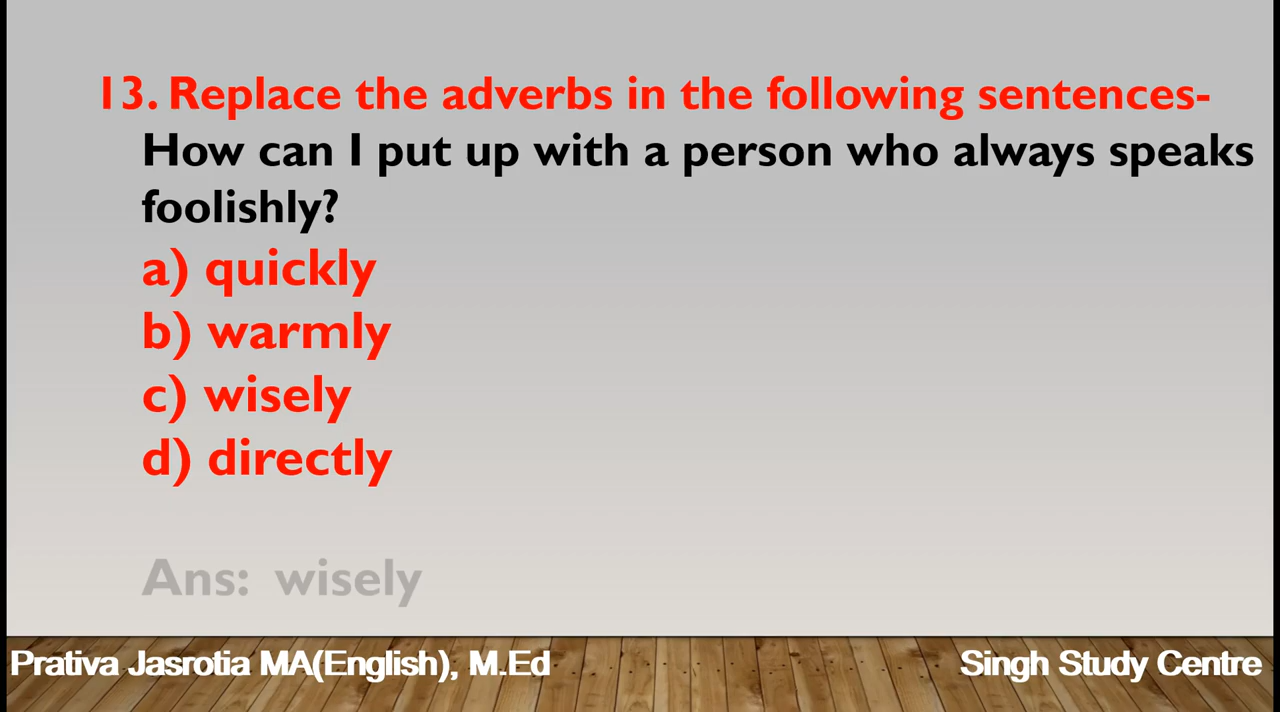 13. Replace the adverbs in the following sentences-
How can I put up with a person who always speaks
foolishly?
a) quickly
b) warmly
c) wisely
d) directly
Ans: wisely
Prativa Jasrotia MA(English), M.Ed
Singh Study Centre